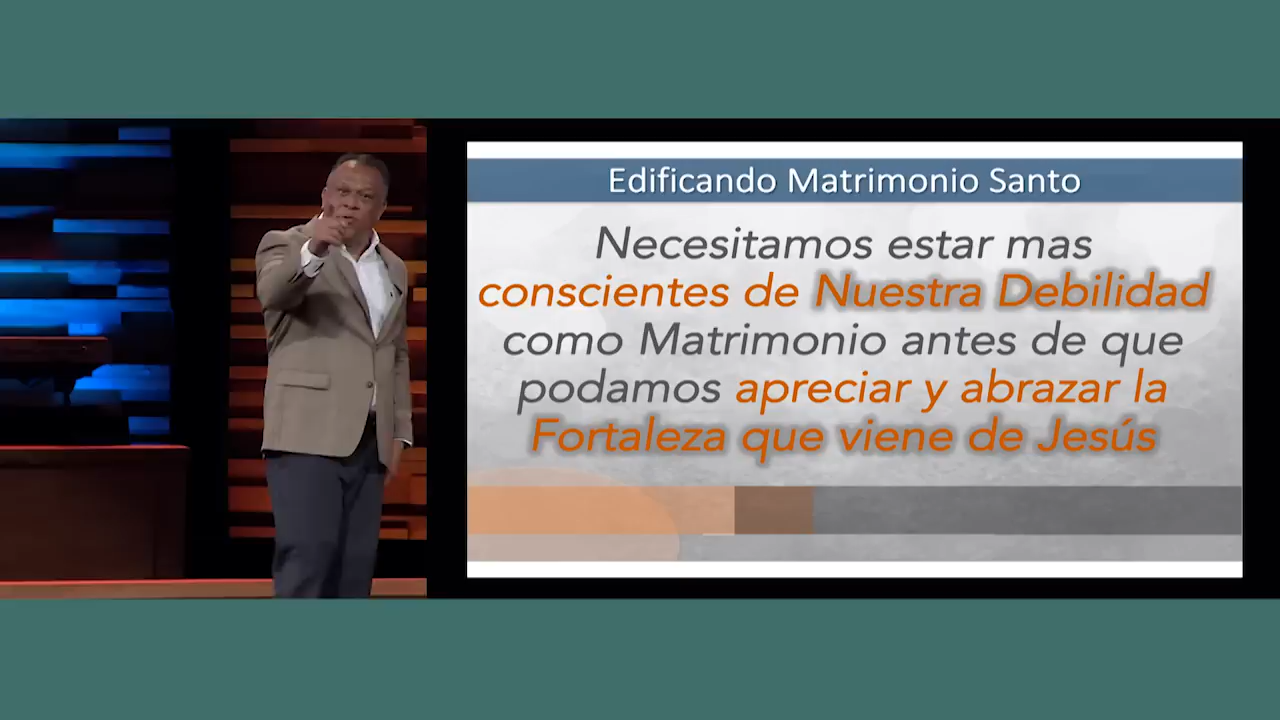 Edificando Matrimonio Santo
Necesitamos estar mas
conscientes de Nuestra Debilidad
como Matrimonio antes de que
podamos apreciar y abrazar la
Fortaleza que viene de Jesús